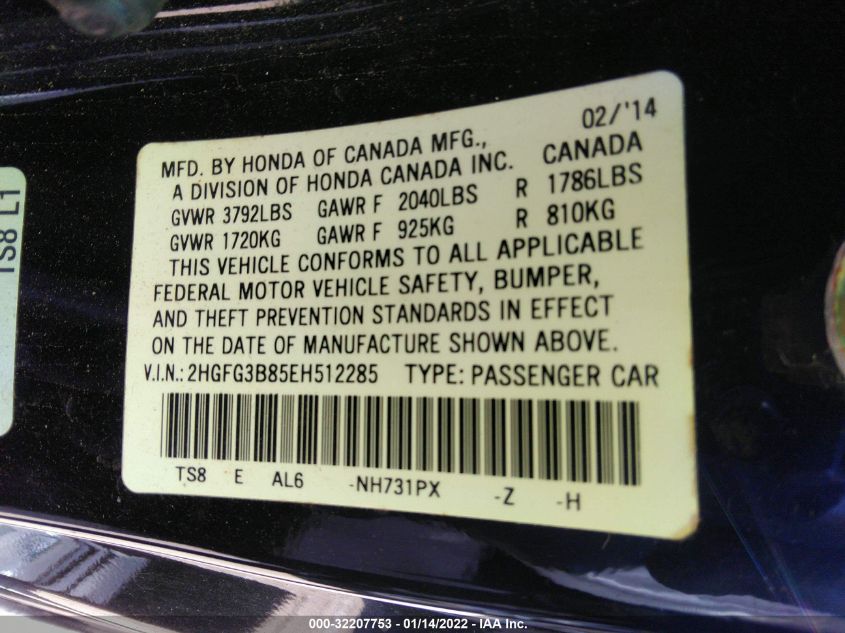 TS8 L1
02/'14
MFD. BY HONDA OF CANADA MFG.,
A DIVISION OF HONDA CANADA INC. CANADA
GVWR 3792LBS GAWR F 2040LBS R 1786LBS
GVWR 1720KG GAWR F 925KG R 810KG
THIS VEHICLE CONFORMS TO ALL APPLICABLE
FEDERAL MOTOR VEHICLE SAFETY, BUMPER,
AND THEFT PREVENTION STANDARDS IN EFFECT
ON THE DATE OF MANUFACTURE SHOWN ABOVE.
V.I.N.: 2HGFG3B85EH512285 TYPE: PASSENGER CAR
TS8 E AL6 -NH731PX -Z -H
000-32207753 - 01/14/2022 - IAA Inc.